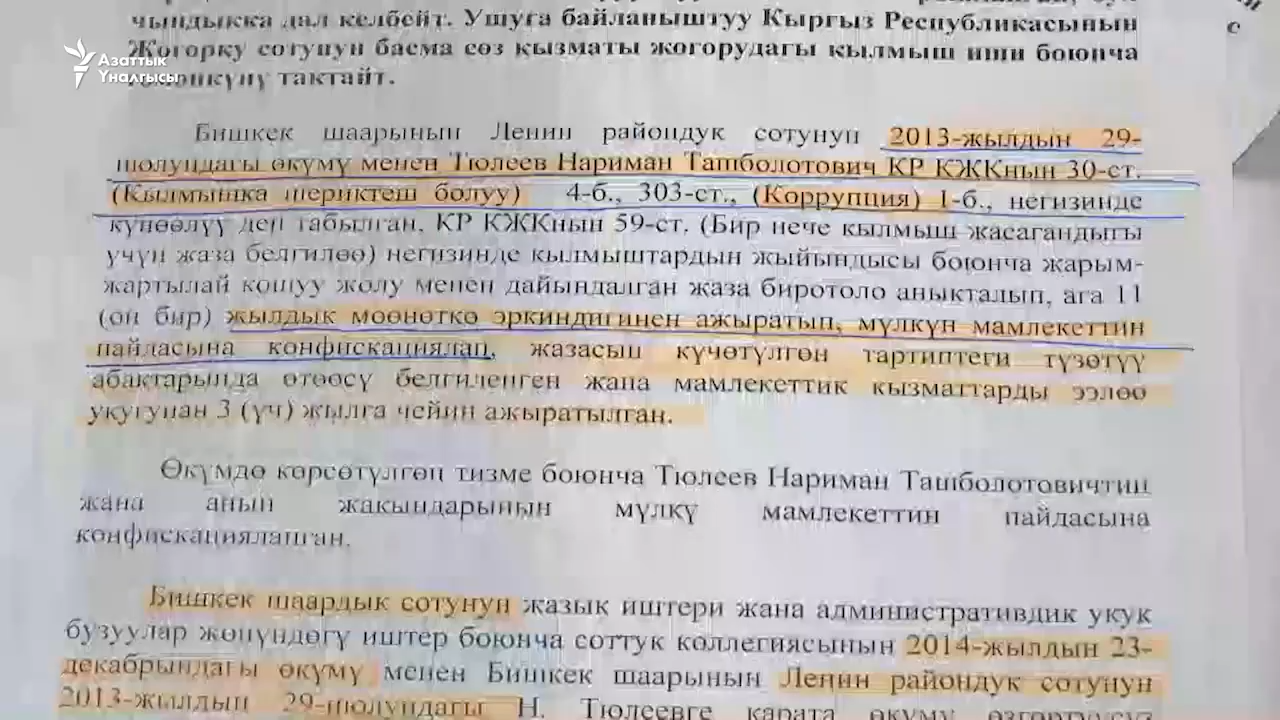 чындыкка дал келбейт. Ушуга байланыштуу Кыргыз Республикасынын
Жогорку сотунун басма сөз кызматы жогорудагы кылмыш иши боюнча
төмөнкүнү тактайт.
Азаттык
Үналгысы
Бишкек шаарынын Ленин райондук сотунун 2013-жылдын 29-
июлундагы өкүмү менен Тюлеев Нариман Ташболотович КР КЖКнын 30-ст.
(Кылмышка шериктеш болуу) 4-б., 303-ст., (Коррупция) 1-б., негизинде
күнөөлүү деп табылган, КР КЖКнын 59-ст. (Бир нече кылмыш жасагандыгы
үчүн жаза белгилөө) негизинде кылмыштардын жыйындысы боюнча жарым-
жартылай кошуу жолу менен дайындалган жаза биротоло аныкталып, ага 11
(он бир) жылдык мөөнөткө эркиндигинен ажыратып, мүлкүн мамлекеттин
пайдасына конфискациялап, жазасын күчөтүлгөн тартиптеги түзөтүү
абактарында өтөөсү белгиленген жана мамлекеттик кызматтарды ээлөө
укугунан 3 (үч) жылга чейин ажыратылган.
Өкүмдө көрсөтүлгөн тизме боюнча Тюлеев Нариман Ташболотовичтин
жана анын жакындарынын мүлкү мамлекеттин пайдасына
конфискацияланган.
Бишкек шаардык сотунун жазык иштери жана административдик укук
бузуулар жөнүндөгү иштер боюнча соттук коллегиясынын 2014-жылдын 23-
декабрындагы өкүмү менен Бишкек шаарынын Ленин райондук сотунун
2013-жылдын 29-июлундагы Н. Тюлеевге карата өкүмү өзгөртүүсүз